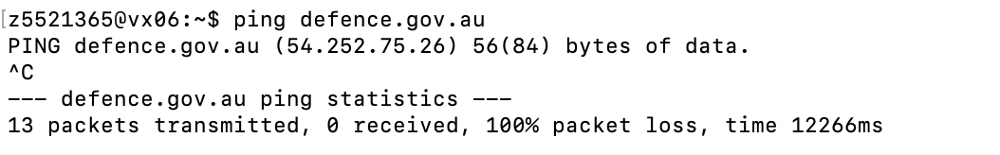 [z5521365@vx06:~$ ping defence.gov.au
PING defence.gov.au (54.252.75.26) 56(84) bytes of data.
^C
--- defence.gov.au ping statistics ---
13 packets transmitted, 0 received, 100% packet loss, time 12266ms